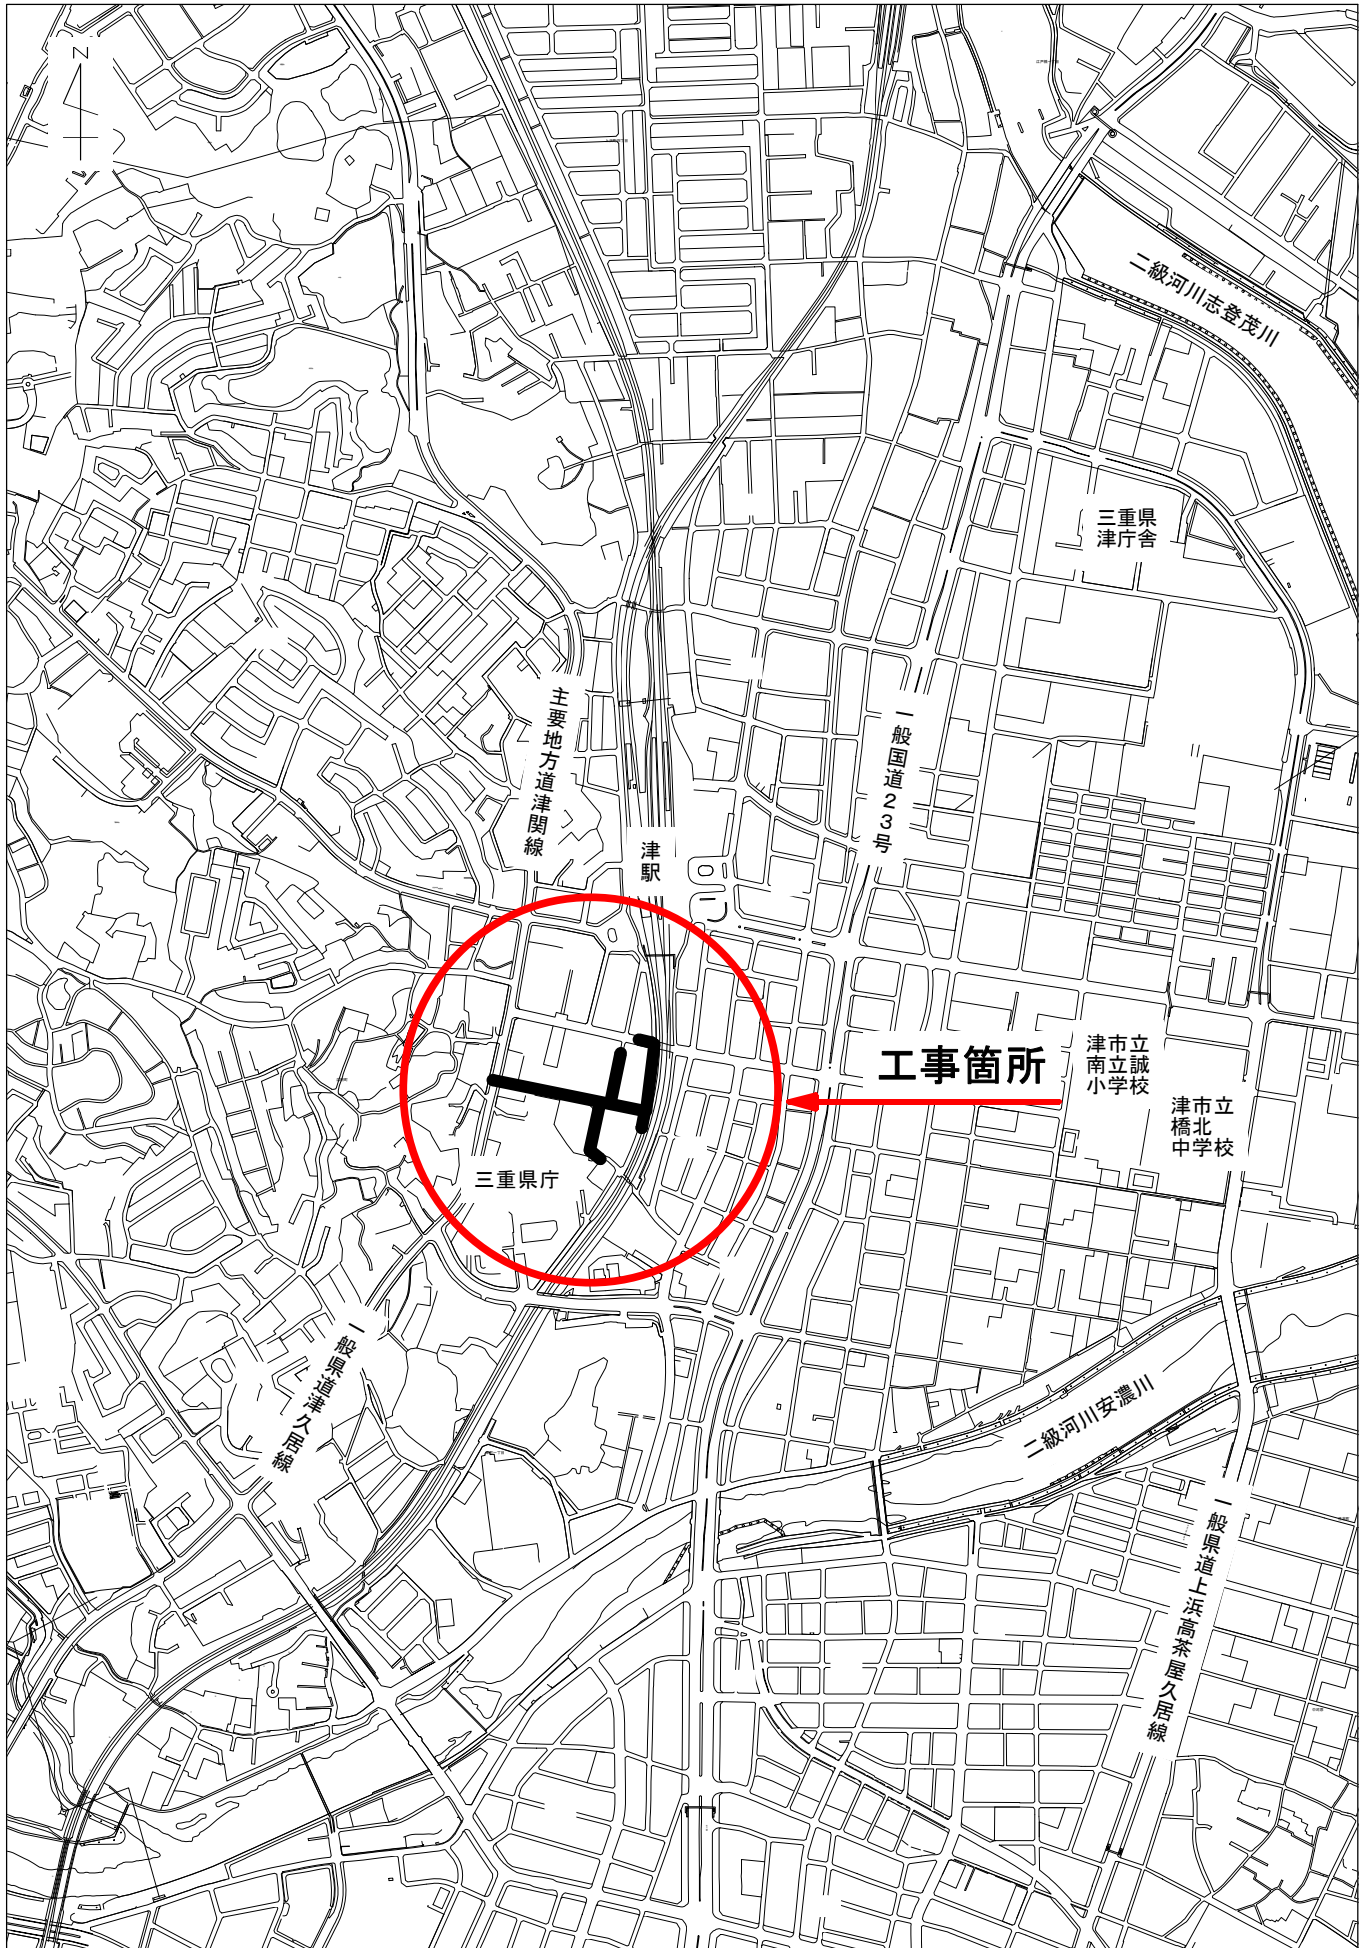 N
二級河川志登茂川
三重県
津庁舎
主要地方道津関線
一般国道23号
津駅
工事箇所
津市立
南立誠
小学校
津市立
橋北
中学校
三重県庁
一般県道津久居線
二級河川安濃川
一般県道上浜高茶屋久居線